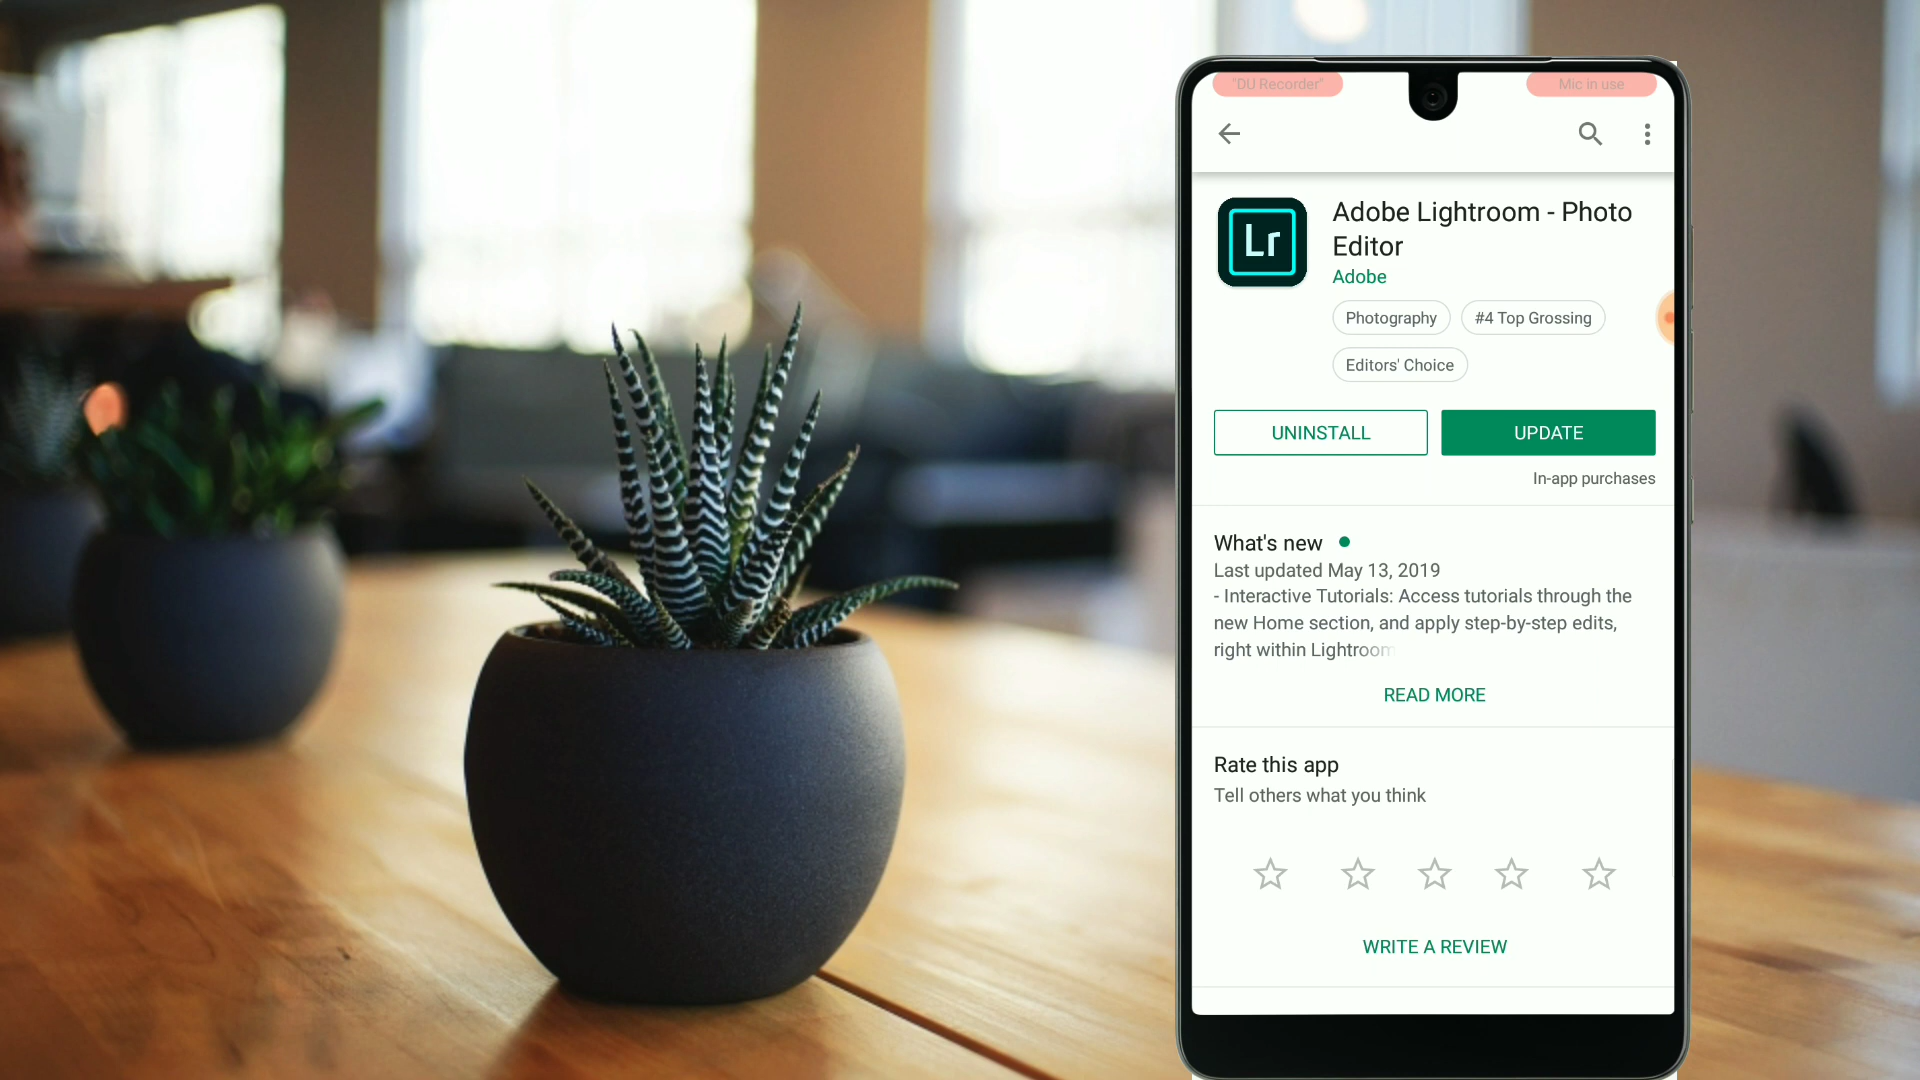 "DU Recorder"
Mic in use
Lr
Adobe Lightroom - Photo
Editor
Adobe
Photography
#4 Top Grossing
Editors' Choice
UNINSTALL
UPDATE
In-app purchases
What's new
Last updated May 13, 2019
- Interactive Tutorials: Access tutorials through the
new Home section, and apply step-by-step edits,
right within Lightroom
READ MORE
Rate this app
Tell others what you think
WRITE A REVIEW